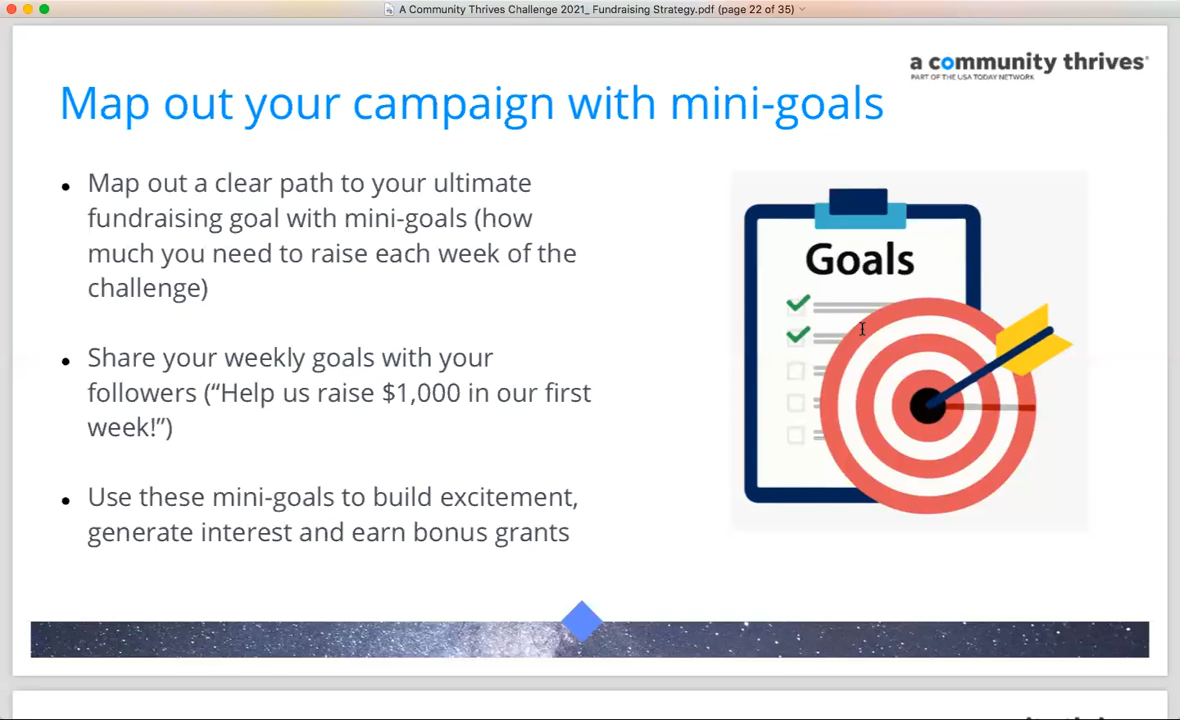 A Community Thrives Challenge 2021_ Fundraising Strategy.pdf (page 22 of 35)
a community thrives®
PART OF THE USA TODAY NETWORK
Map out your campaign with mini-goals
• Map out a clear path to your ultimate
fundraising goal with mini-goals (how
much you need to raise each week of the
challenge)
• Share your weekly goals with your
followers (“Help us raise $1,000 in our first
week!”)
• Use these mini-goals to build excitement,
generate interest and earn bonus grants
Goals